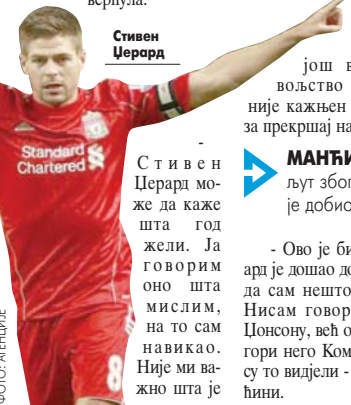 вернула.
Стивен
Џерард
Standard
Chartered
8
ФОТО: АГЕНЦИЈЕ
-
Стивен
Џерард мо-
же да каже
шта год
жели. Ја
говорим
оно што
мислим,
на то сам
навикао.
Није ми ва-
жно шта је
још
вољство
није кажњен
за прекршај на
МАНЋИ
љут због
је добио
- Ово је би
ард је дошао до
да сам нешто
Нисам говор
Џонсону, већ о
гори него Ком
су то видјели -
ћини.